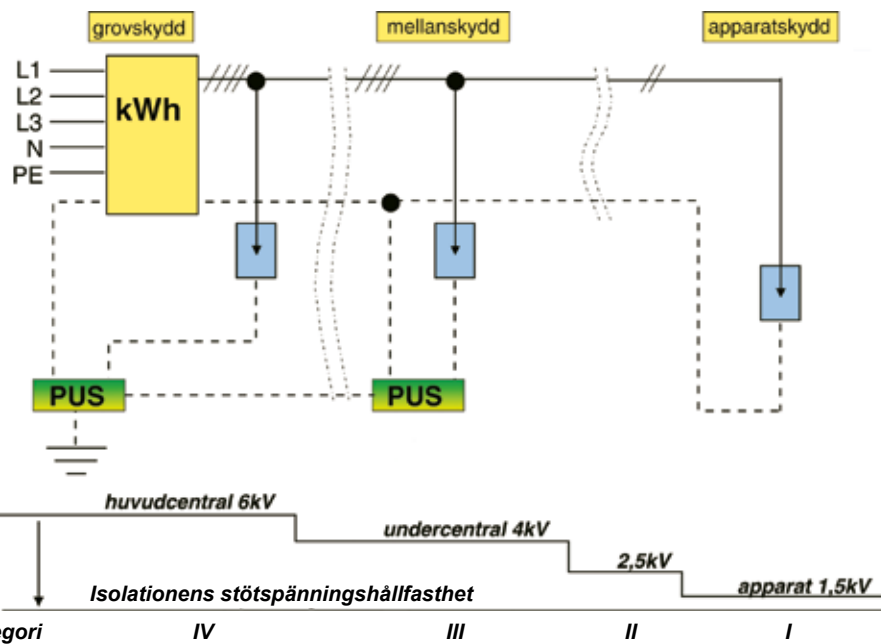 grovskydd
mellanskydd
apparatskydd
L1
L2
L3
N
PE
kWh
PUS
PUS
huvudcentral 6kV
undercentral 4kV
2,5kV
apparat 1,5kV
Isolationens stötspänningshållfasthet
egori IV III II I